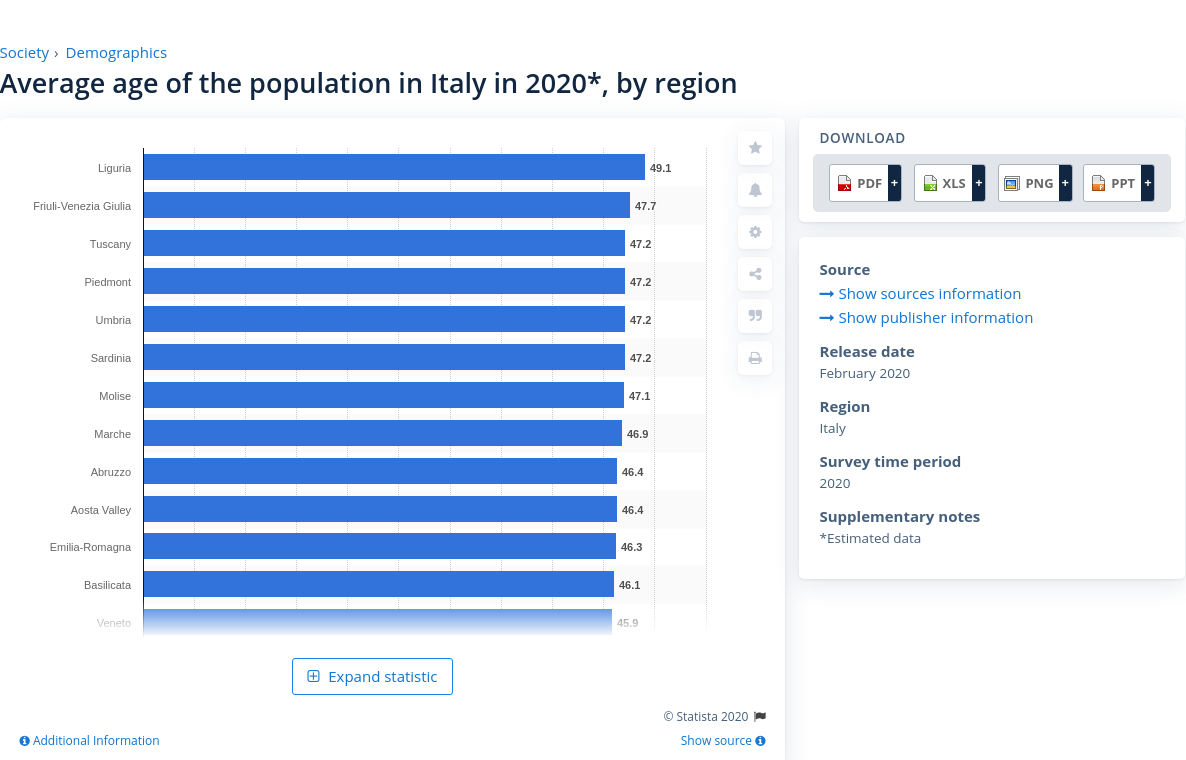 Society › Demographics
Average age of the population in Italy in 2020*, by region
Liguria 49.1
Friuli-Venezia Giulia 47.7
Tuscany 47.2
Piedmont 47.2
Umbria 47.2
Sardinia 47.2
Molise 47.1
Marche 46.9
Abruzzo 46.4
Aosta Valley 46.4
Emilia-Romagna 46.3
Basilicata 46.1
Veneto 45.9
Expand statistic
© Statista 2020
Additional Information
Show source
DOWNLOAD
PDF + XLS + PNG + PPT +
Source
Show sources information
Show publisher information
Release date
February 2020
Region
Italy
Survey time period
2020
Supplementary notes
*Estimated data